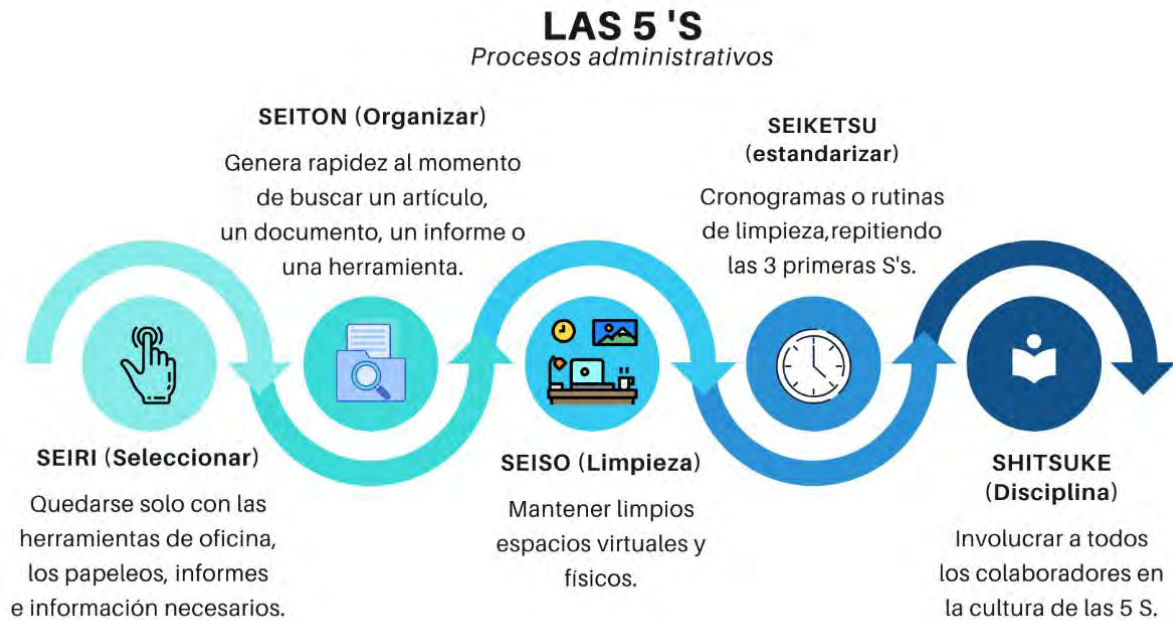 LAS 5 'S
Procesos administrativos
SEIRI (Seleccionar)
Quedarse solo con las
herramientas de oficina,
los papeleos, informes
e información necesarios.
SEITON (Organizar)
Genera rapidez al momento
de buscar un artículo,
un documento, un informe o
una herramienta.
SEISO (Limpieza)
Mantener limpios
espacios virtuales y
físicos.
SEIKETSU
(estandarizar)
Cronogramas o rutinas
de limpieza,repitiendo
las 3 primeras S's.
SHITSUKE
(Disciplina)
Involucrar a todos
los colaboradores en
la cultura de las 5 S.